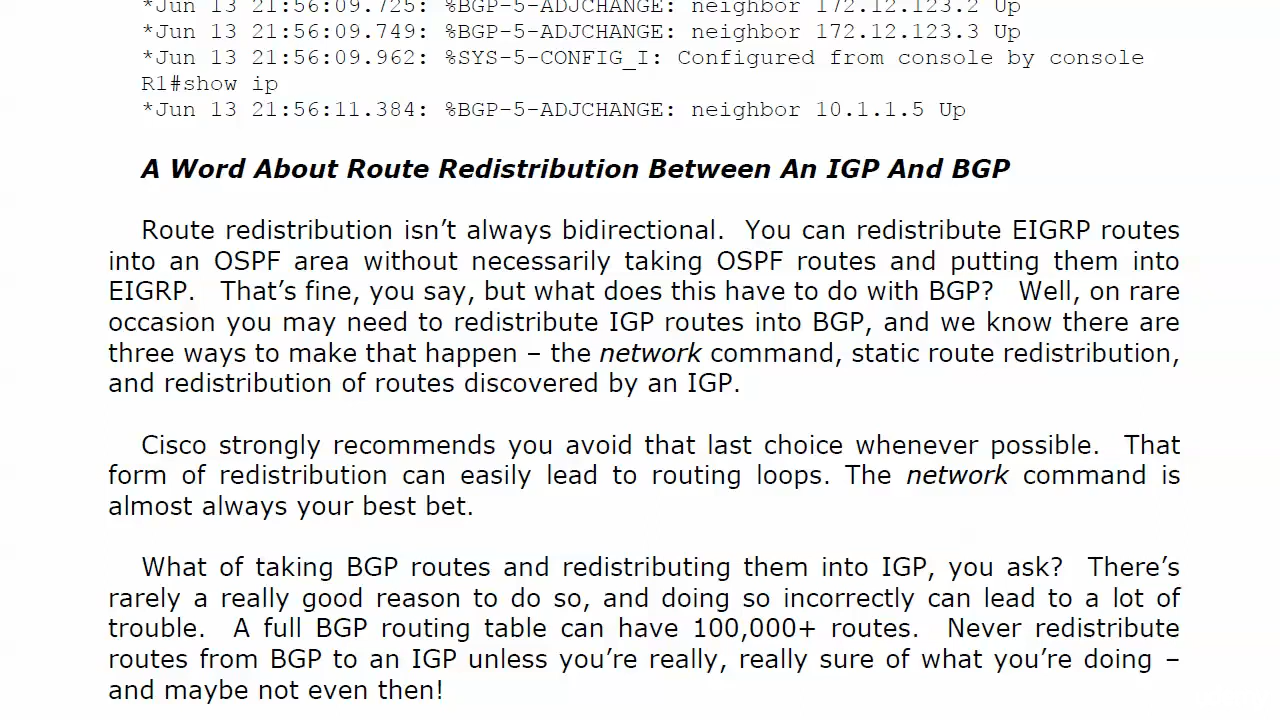 *Jun 13 21:56:09.725: %BGP-5-ADJCHANGE: neighbor 172.12.123.2 Up
*Jun 13 21:56:09.749: %BGP-5-ADJCHANGE: neighbor 172.12.123.3 Up
*Jun 13 21:56:09.962: %SYS-5-CONFIG_I: Configured from console by console
R1#show ip
*Jun 13 21:56:11.384: %BGP-5-ADJCHANGE: neighbor 10.1.1.5 Up
A Word About Route Redistribution Between An IGP And BGP
Route redistribution isn’t always bidirectional. You can redistribute EIGRP routes
into an OSPF area without necessarily taking OSPF routes and putting them into
EIGRP. That’s fine, you say, but what does this have to do with BGP? Well, on rare
occasion you may need to redistribute IGP routes into BGP, and we know there are
three ways to make that happen – the network command, static route redistribution,
and redistribution of routes discovered by an IGP.
Cisco strongly recommends you avoid that last choice whenever possible. That
form of redistribution can easily lead to routing loops. The network command is
almost always your best bet.
What of taking BGP routes and redistributing them into IGP, you ask? There’s
rarely a really good reason to do so, and doing so incorrectly can lead to a lot of
trouble. A full BGP routing table can have 100,000+ routes. Never redistribute
routes from BGP to an IGP unless you’re really, really sure of what you’re doing –
and maybe not even then!